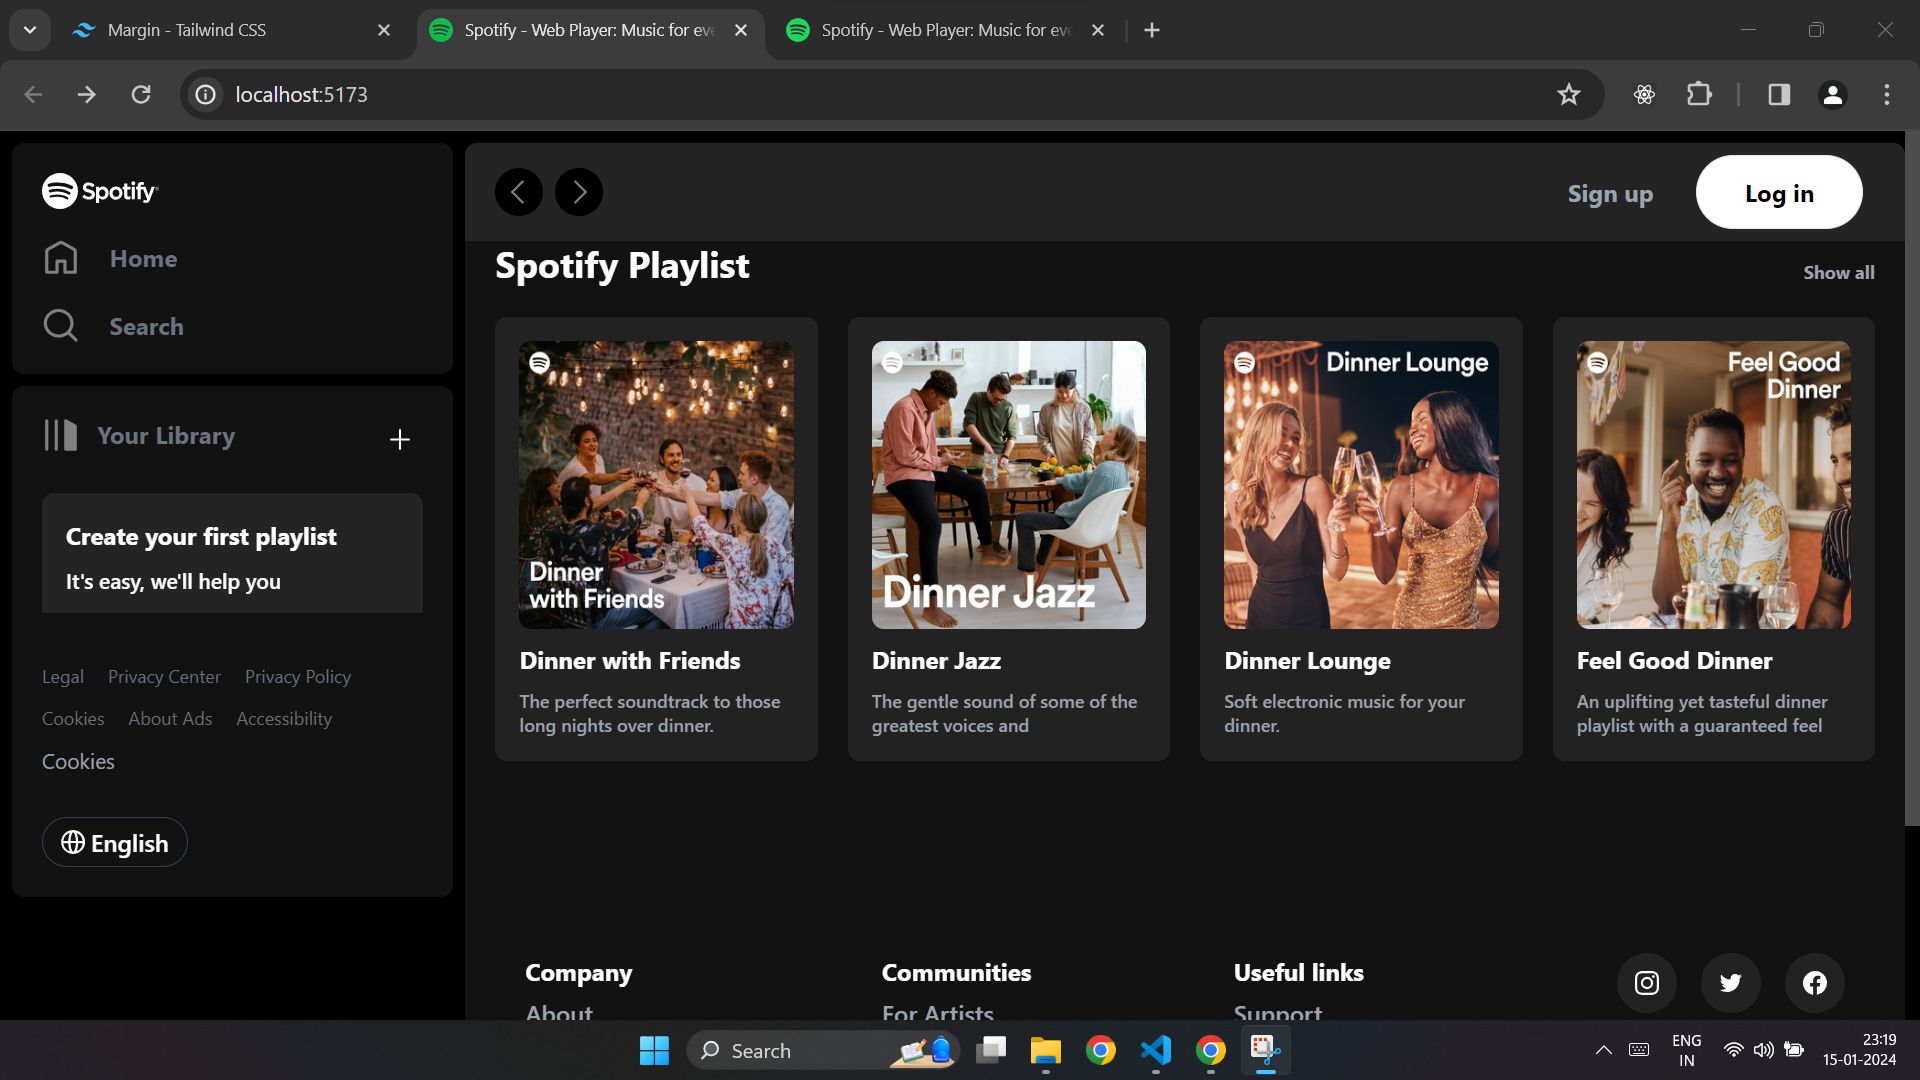 Margin - Tailwind CSS
Spotify - Web Player: Music for eve
Spotify - Web Player: Music for eve
localhost:5173
Spotify
Home
Search
Your Library
Create your first playlist
It's easy, we'll help you
Legal Privacy Center Privacy Policy
Cookies About Ads Accessibility
Cookies
English
Sign up
Log in
Spotify Playlist
Show all
Dinner
with Friends
Dinner with Friends
The perfect soundtrack to those
long nights over dinner.
Dinner Jazz
Dinner Jazz
The gentle sound of some of the
greatest voices and
Dinner Lounge
Dinner Lounge
Soft electronic music for your
dinner.
Feel Good
Dinner
Feel Good Dinner
An uplifting yet tasteful dinner
playlist with a guaranteed feel
Company
About
Communities
For Artists
Useful links
Support
Search
ENG
IN
23:19
15-01-2024